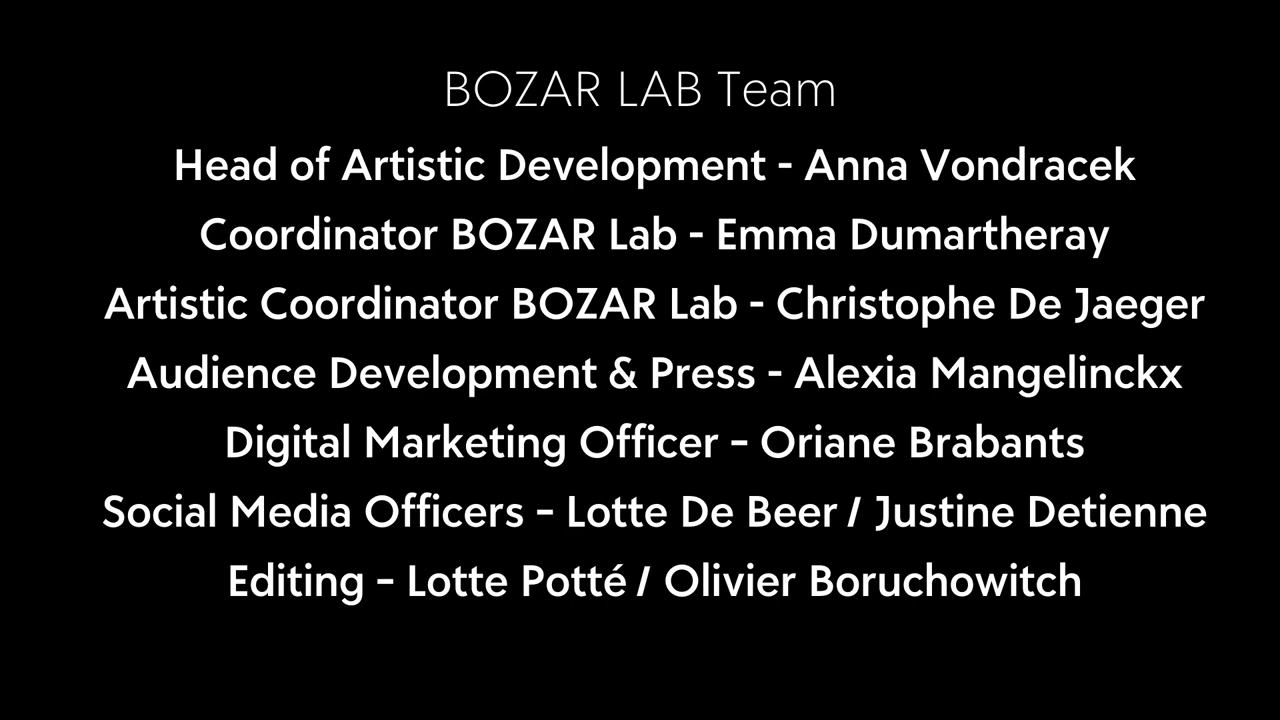 BOZAR LAB Team
Head of Artistic Development - Anna Vondracek
Coordinator BOZAR Lab - Emma Dumartheray
Artistic Coordinator BOZAR Lab - Christophe De Jaeger
Audience Development & Press - Alexia Mangelinckx
Digital Marketing Officer – Oriane Brabants
Social Media Officers – Lotte De Beer / Justine Detienne
Editing – Lotte Potté / Olivier Boruchowitch